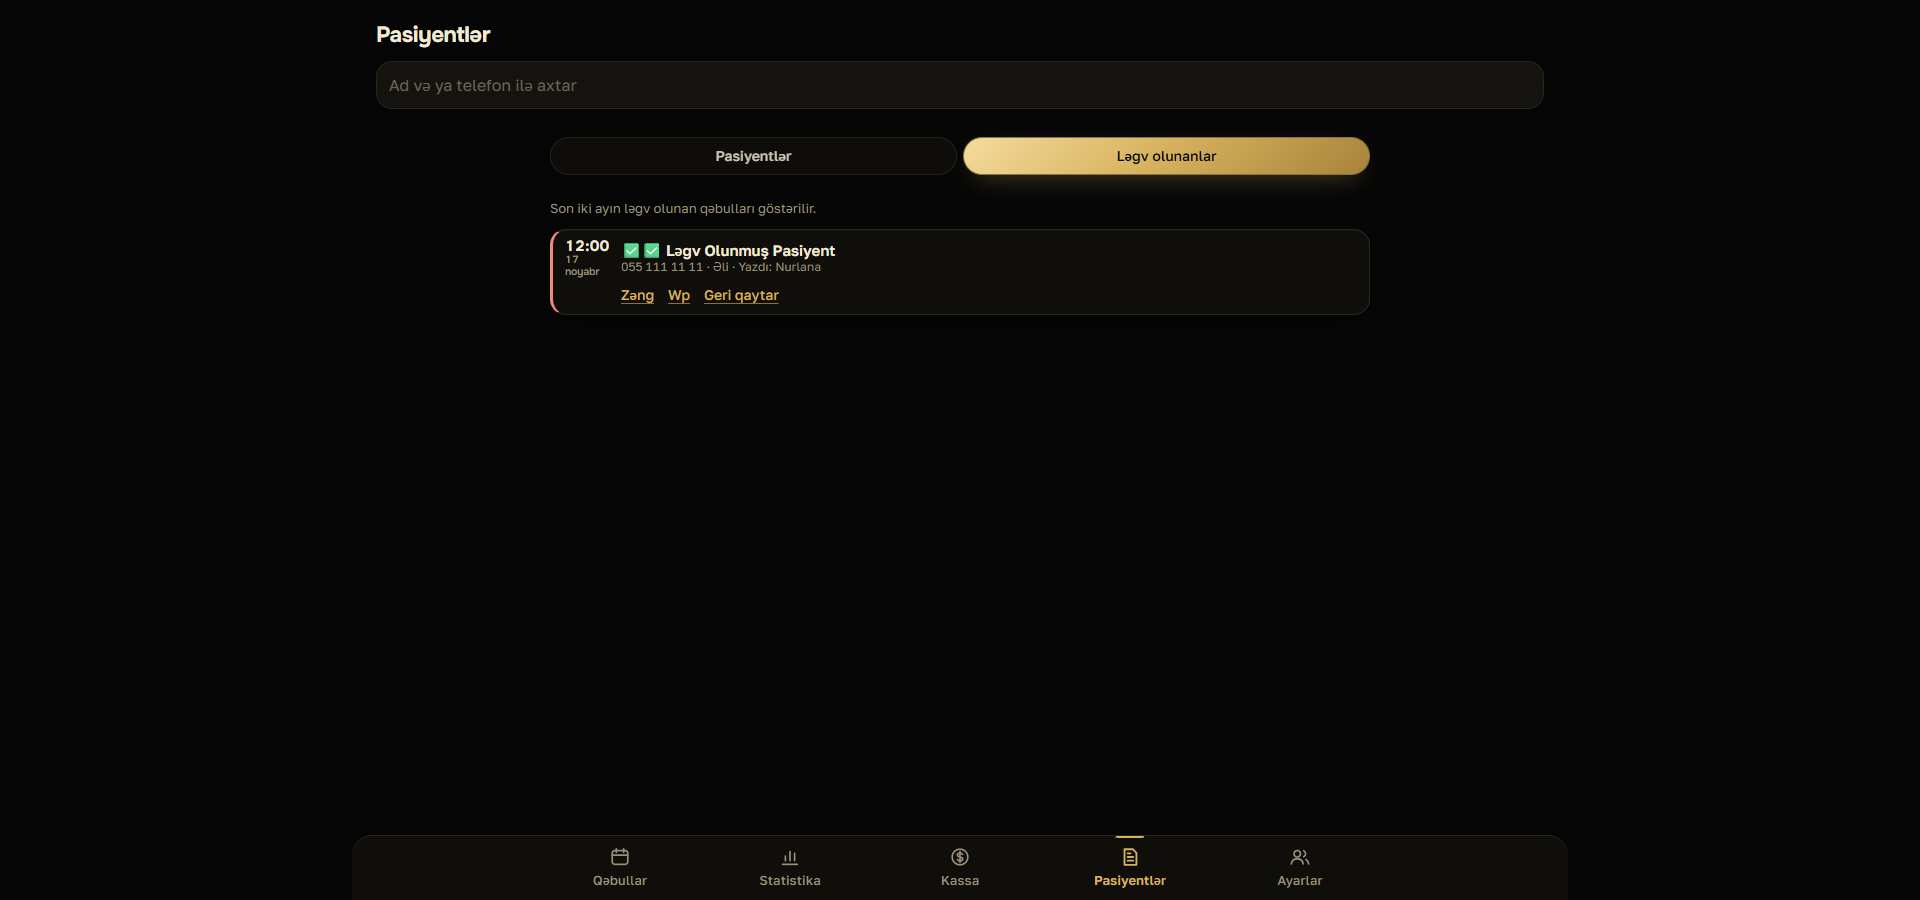 Pasiyentlər
Ad və ya telefon ilə axtar
Pasiyentlər
Ləgv olunanlar
Son iki ayın ləgv olunan qəbulları göstərilir.
12:00
17
noyabr
✅✅ Ləgv Olunmuş Pasiyent
055 111 11 11 · Əli · Yazdı: Nurlana
Zəng Wp Geri qaytar
Qəbullar
Statistika
Kassa
Pasiyentlər
Ayarlar